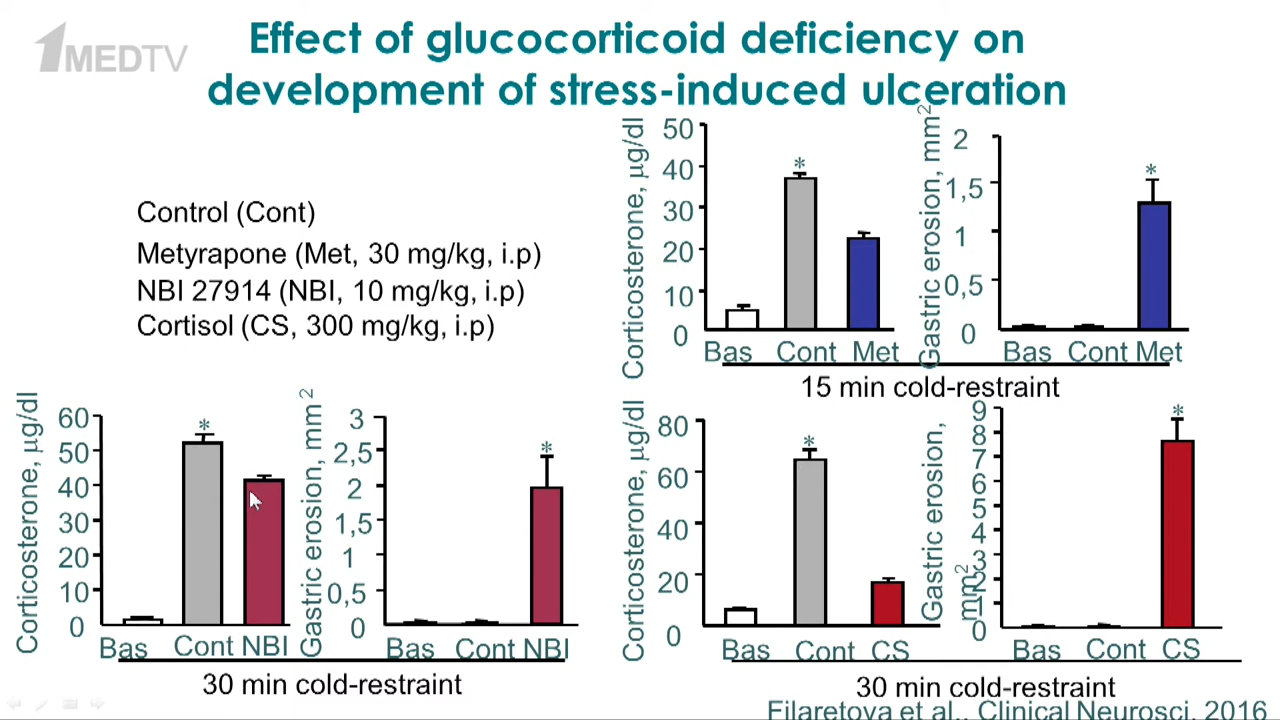 1MEDTV
Effect of glucocorticoid deficiency on
development of stress-induced ulceration
Control (Cont)
Metyrapone (Met, 30 mg/kg, i.p)
NBI 27914 (NBI, 10 mg/kg, i.p)
Cortisol (CS, 300 mg/kg, i.p)
Corticosterone, µg/dl
50
40
30
20
10
0
*
Bas Cont Met
Gastric erosion, mm²
2
1,5
1
0,5
0
*
Bas Cont Met
15 min cold-restraint
Corticosterone, µg/dl
60
50
40
30
20
10
0
*
Bas Cont NBI
Gastric erosion, mm²
3
2,5
2
1,5
1
0,5
0
*
Bas Cont NBI
30 min cold-restraint
Corticosterone, µg/dl
80
60
40
20
0
*
Bas Cont CS
Gastric erosion,
mm²
9
8
7
6
5
4
3
2
1
0
*
Bas Cont CS
30 min cold-restraint
Filaretova et al., Clinical Neurosci, 2016